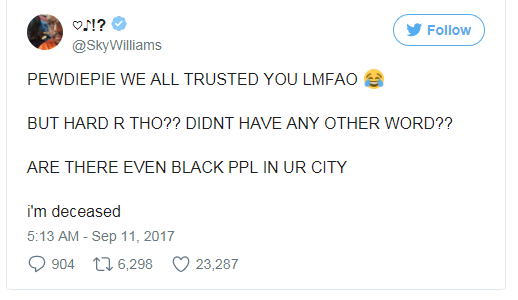 ♡♪!?
@SkyWilliams
Follow
PEWDIEPIE WE ALL TRUSTED YOU LMFAO 😂
BUT HARD R THO?? DIDNT HAVE ANY OTHER WORD??
ARE THERE EVEN BLACK PPL IN UR CITY
i'm deceased
5:13 AM - Sep 11, 2017
904 6,298 23,287